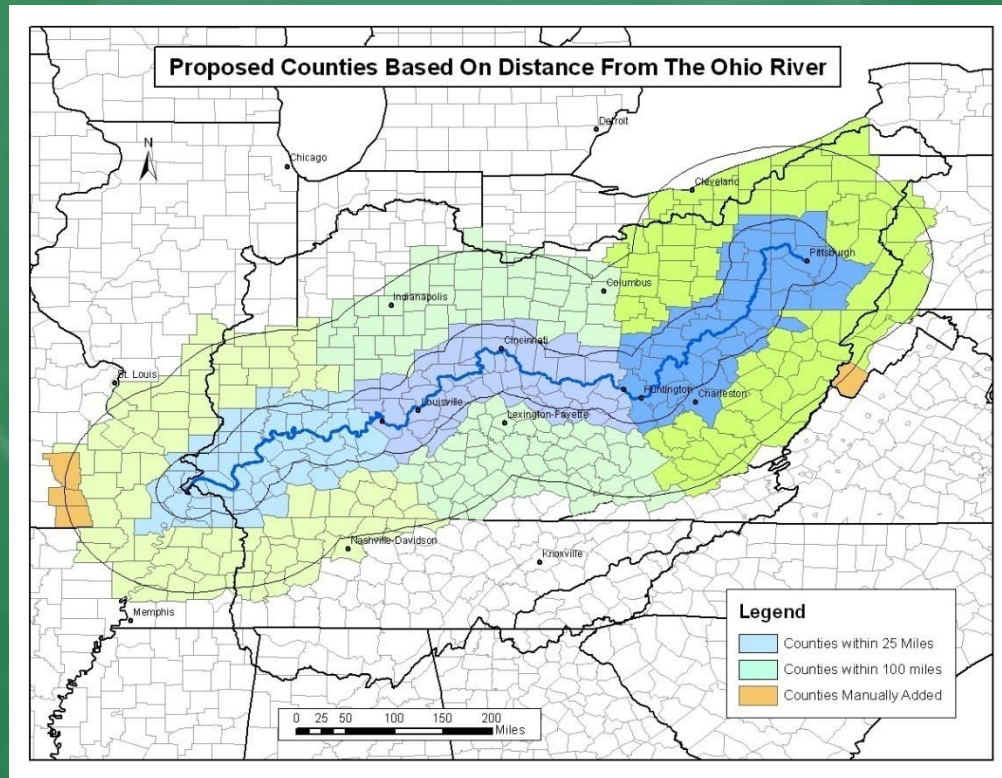 Proposed Counties Based On Distance From The Ohio River
N
Detroit
Chicago
Cleveland
Pittsburgh
Columbus
Indianapolis
Cincinnati
St. Louis
Huntington
Charleston
Louisville
Lexington-Fayette
Nashville-Davidson
Knoxville
Memphis
Legend
Counties within 25 Miles
Counties within 100 miles
Counties Manually Added
0 25 50 100 150 200
Miles